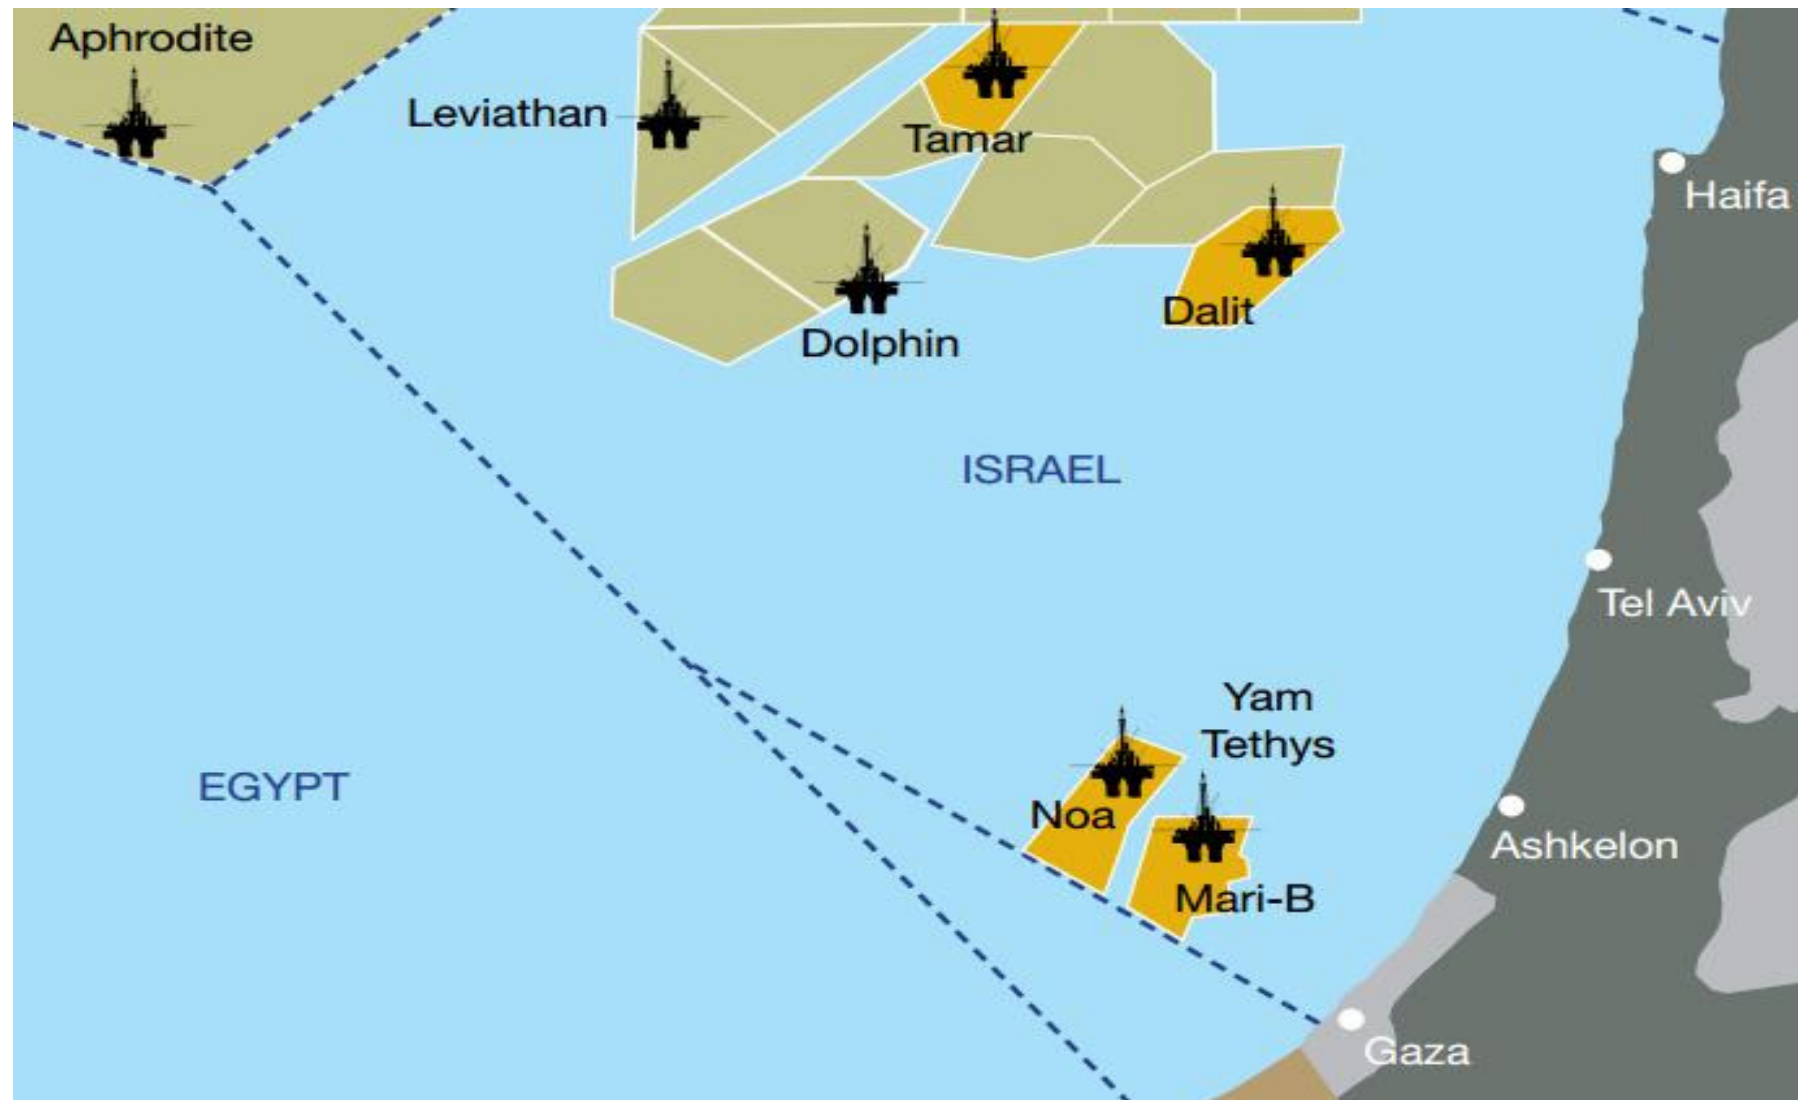 Aphrodite
Leviathan
Tamar
Haifa
Dalit
Dolphin
ISRAEL
Tel Aviv
Yam
Tethys
EGYPT
Noa
Ashkelon
Mari-B
Gaza